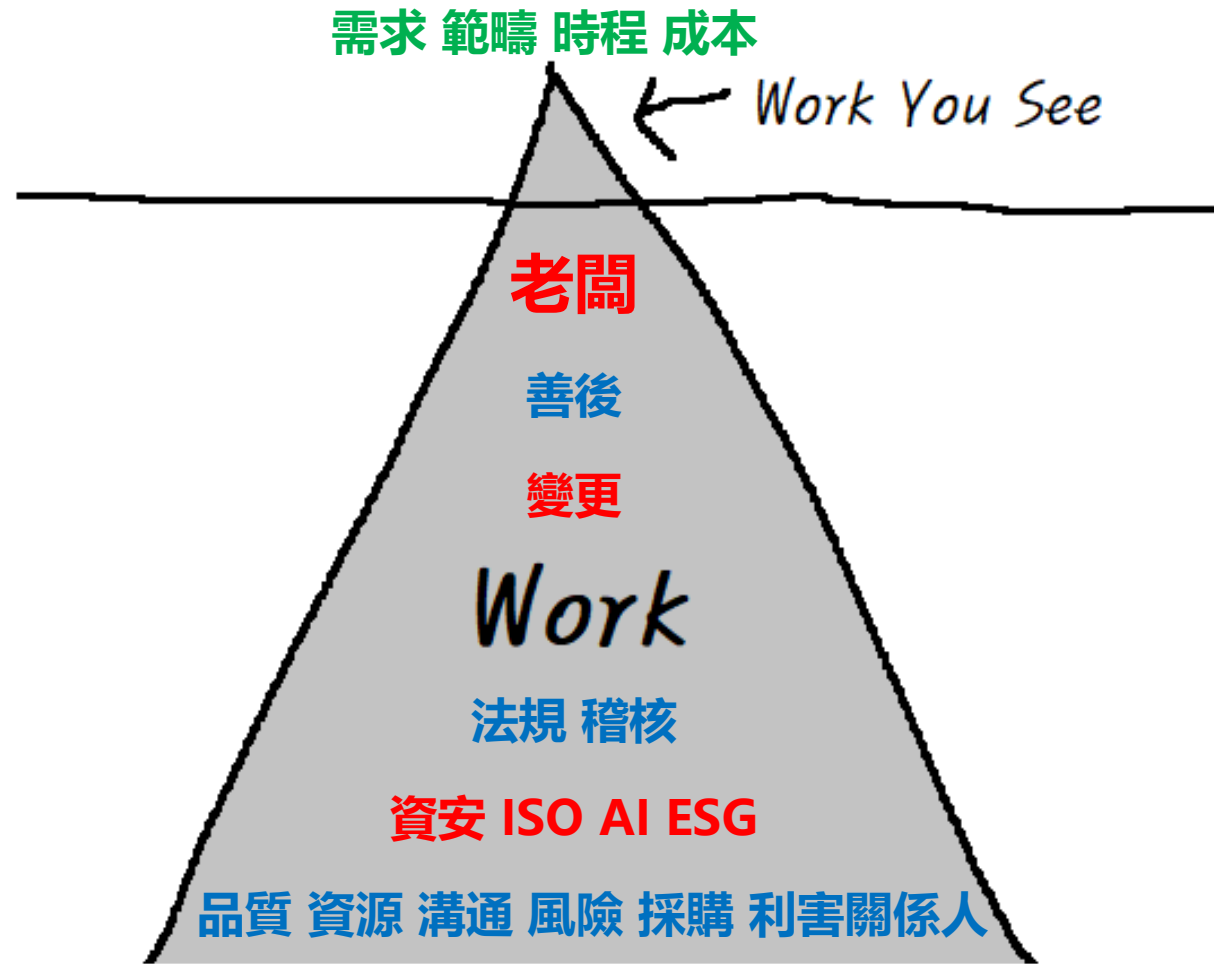 需求 範疇 時程 成本
Work You See
老闆
善後
變更
Work
法規 稽核
資安 ISO AI ESG
品質 資源 溝通 風險 採購 利害關係人